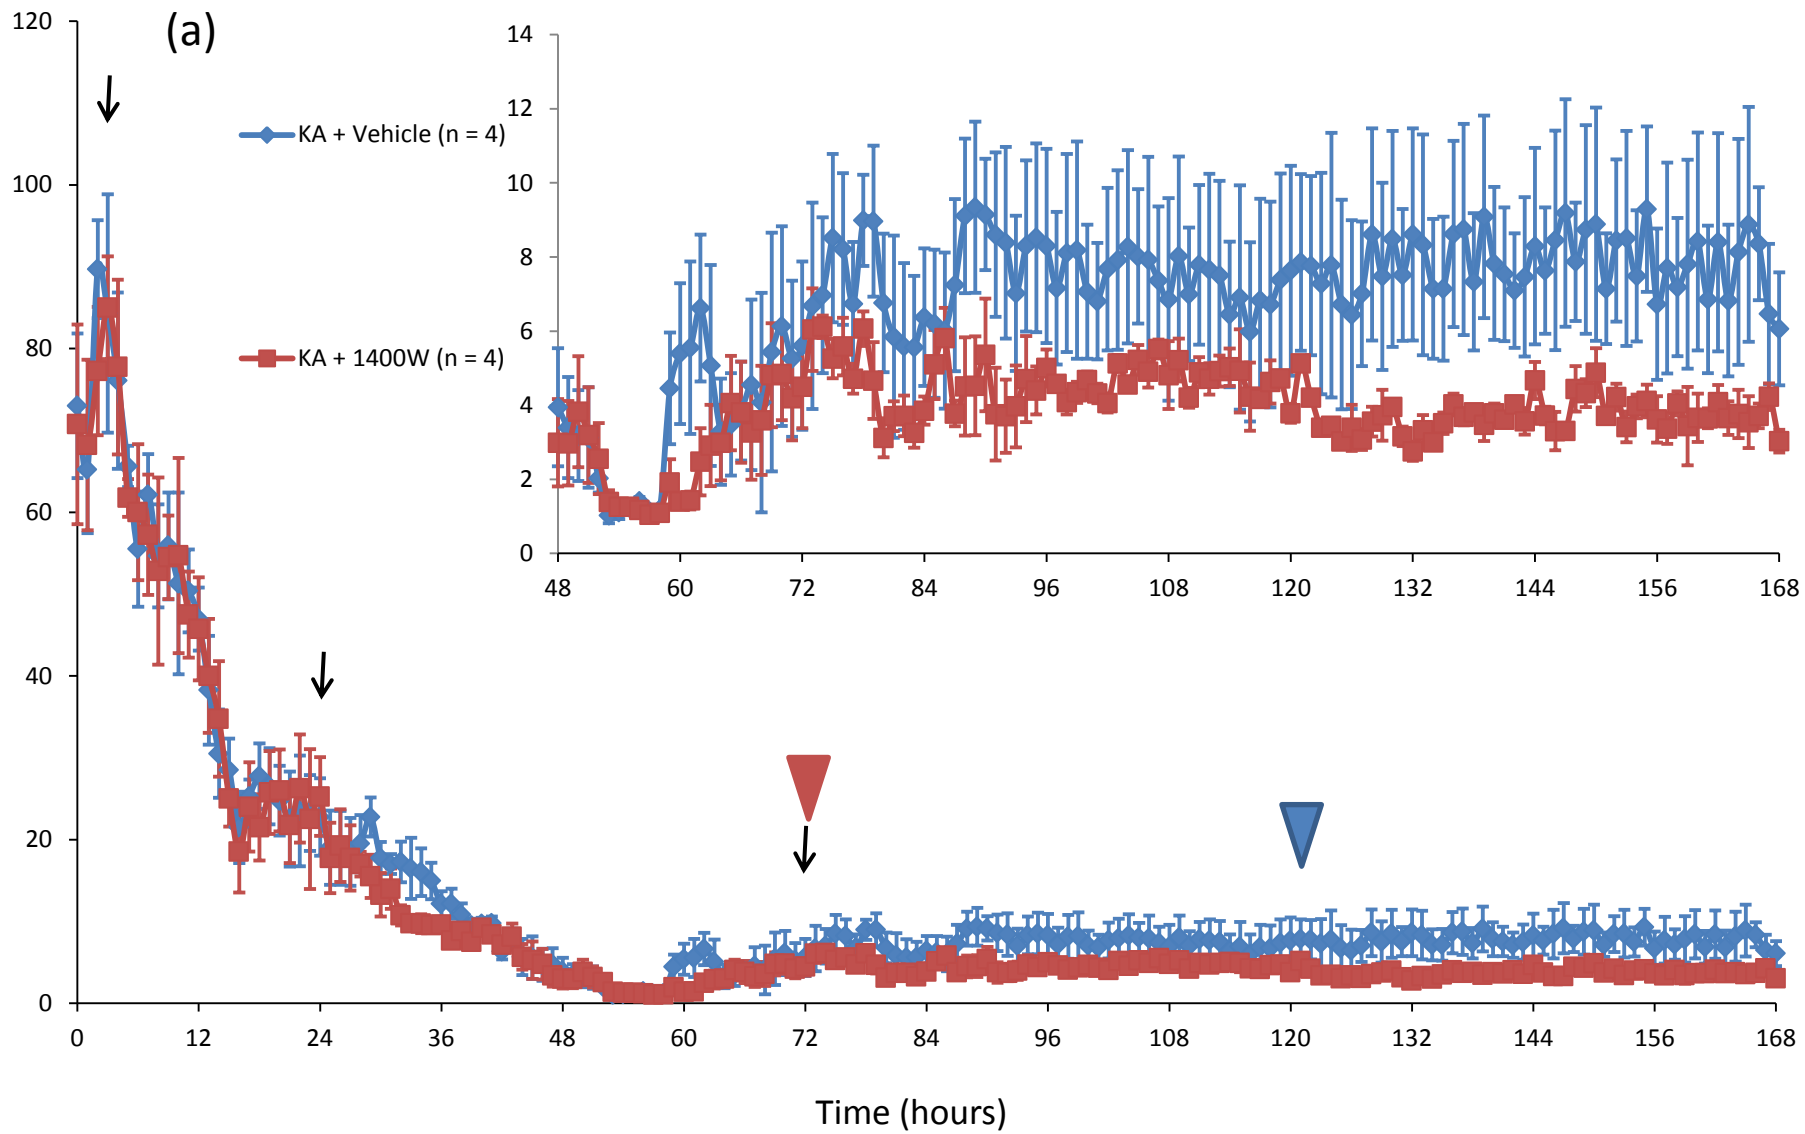 (a)
120
100
80
60
40
20
0
KA + Vehicle (n = 4)
KA + 1400W (n = 4)
14
12
10
8
6
4
2
0
48 60 72 84 96 108 120 132 144 156 168
0 12 24 36 48 60 72 84 96 108 120 132 144 156 168
Time (hours)